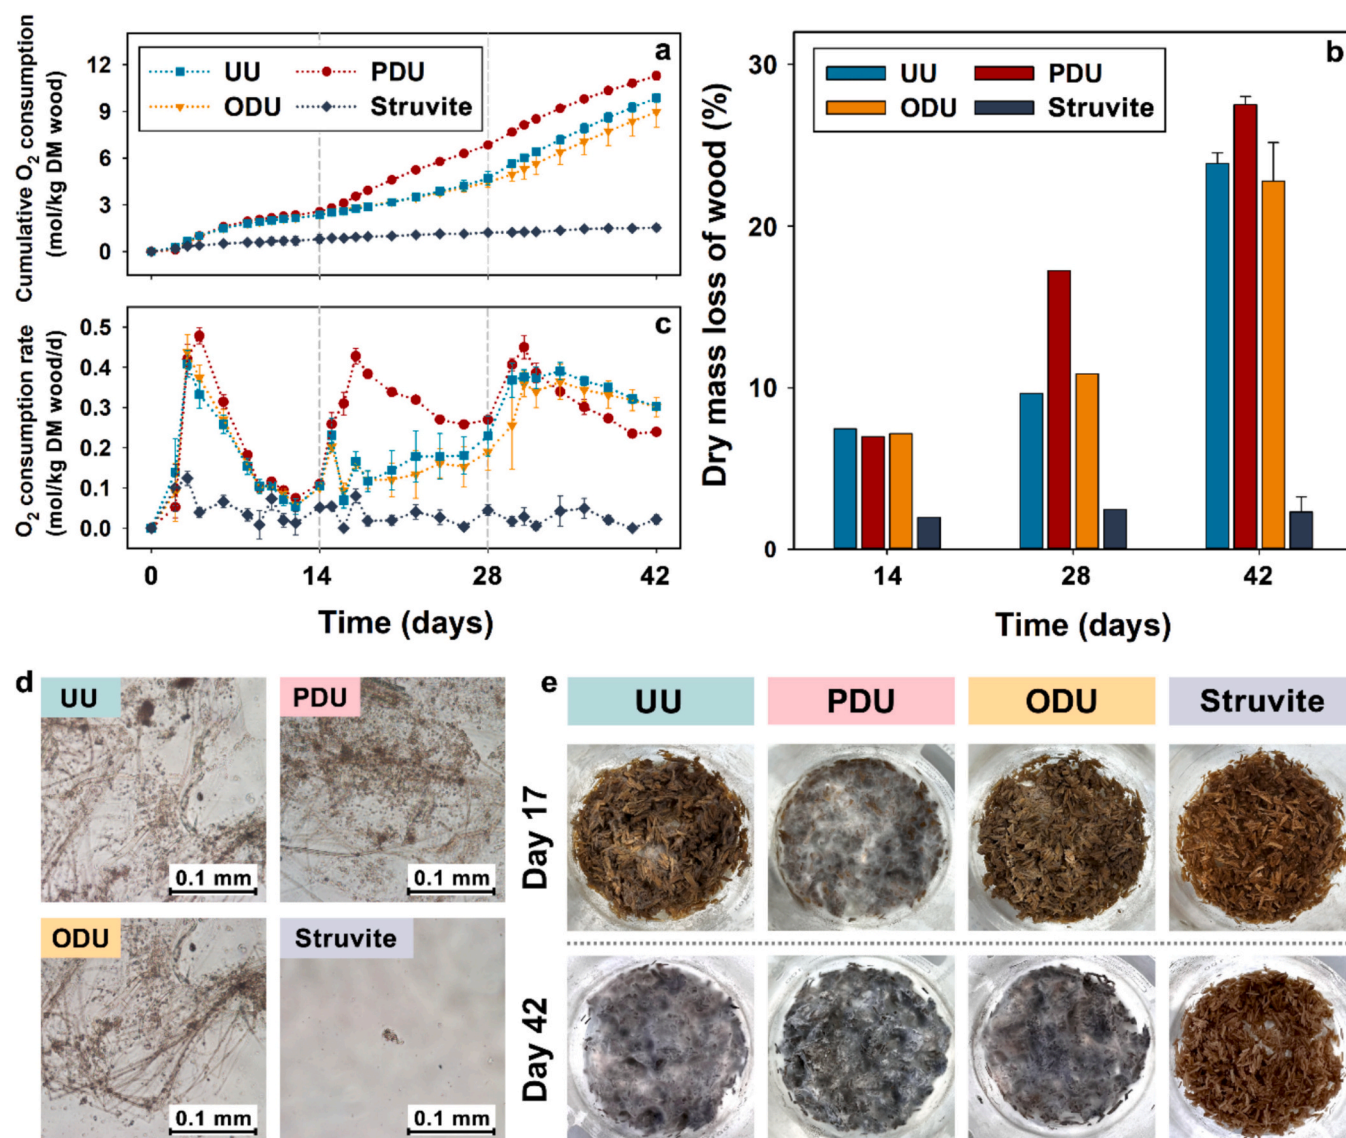 a
UU
PDU
ODU
Struvite
Cumulative O2 consumption
(mol/kg DM wood)
12
9
6
3
0
c
O2 consumption rate
(mol/kg DM wood/d)
0.5
0.4
0.3
0.2
0.1
0.0
0
14
28
42
Time (days)
b
UU
PDU
ODU
Struvite
Dry mass loss of wood (%)
30
20
10
0
14
28
42
Time (days)
d
UU
0.1 mm
PDU
0.1 mm
ODU
0.1 mm
Struvite
0.1 mm
e
UU
PDU
ODU
Struvite
Day 17
Day 42